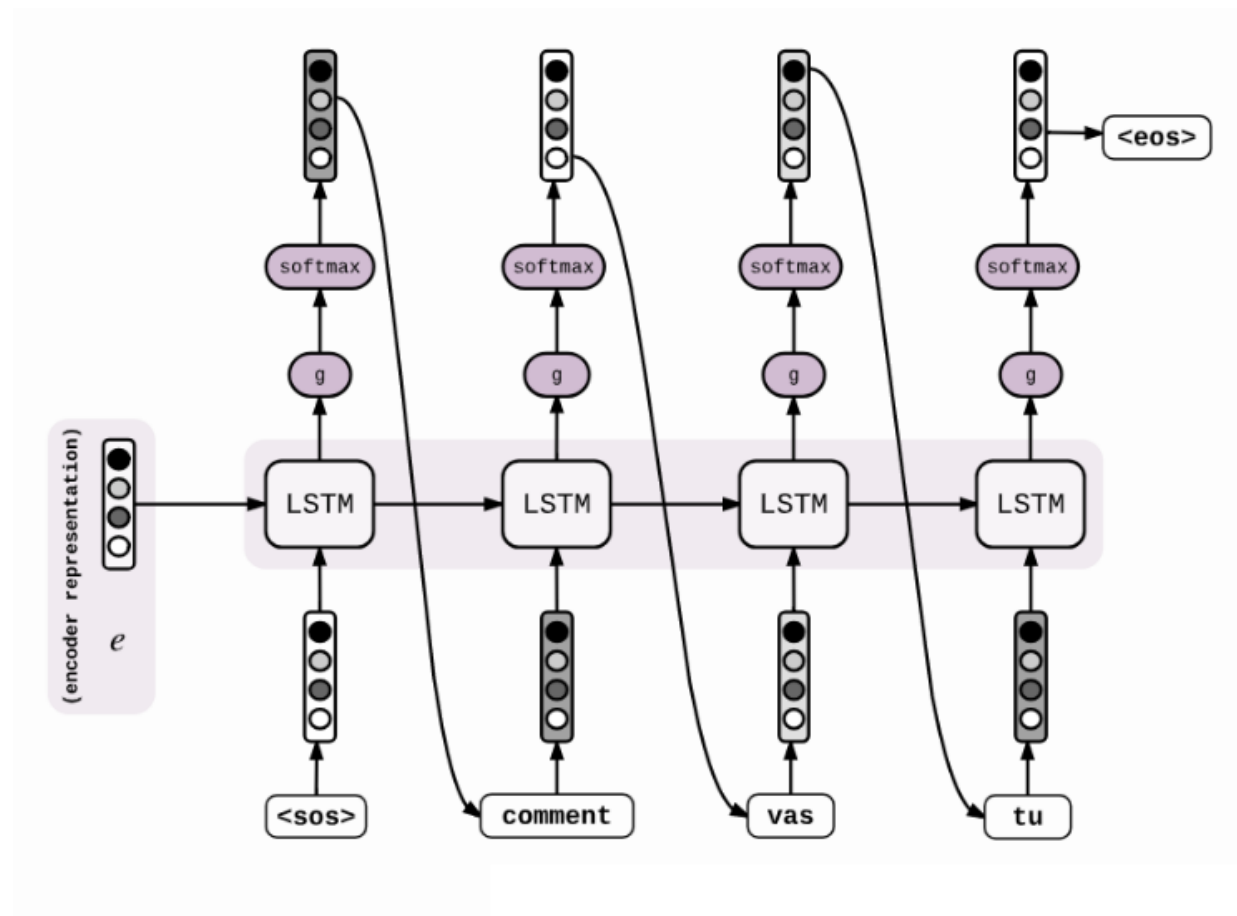 <eos>
softmax softmax softmax softmax
g g g g
(encoder representation)
LSTM LSTM LSTM LSTM
e
<sos> comment vas tu